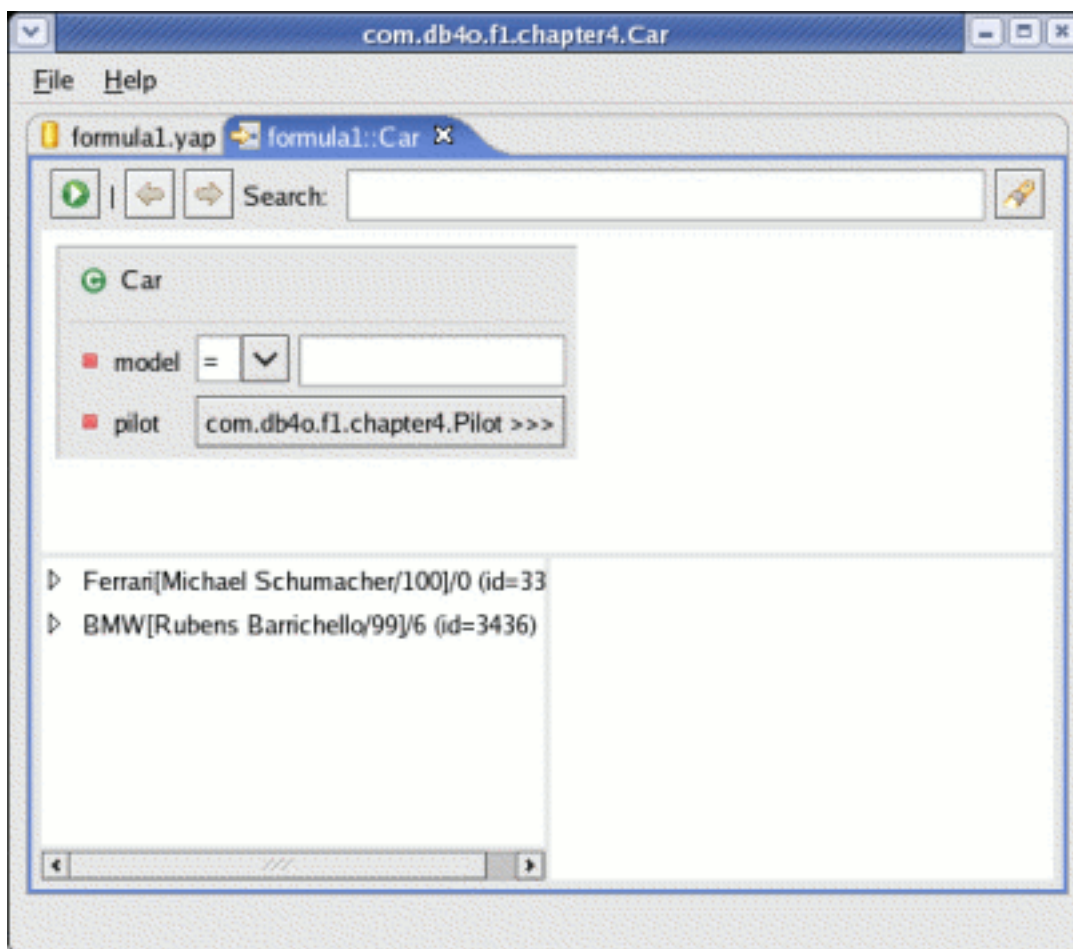 com.db4o.f1.chapter4.Car
File Help
formula1.yap formula1::Car
Search:
Car
model =
pilot com.db4o.f1.chapter4.Pilot >>>
Ferrari[Michael Schumacher/100]/0 (id=33
BMW[Rubens Barrichello/99]/6 (id=3436)